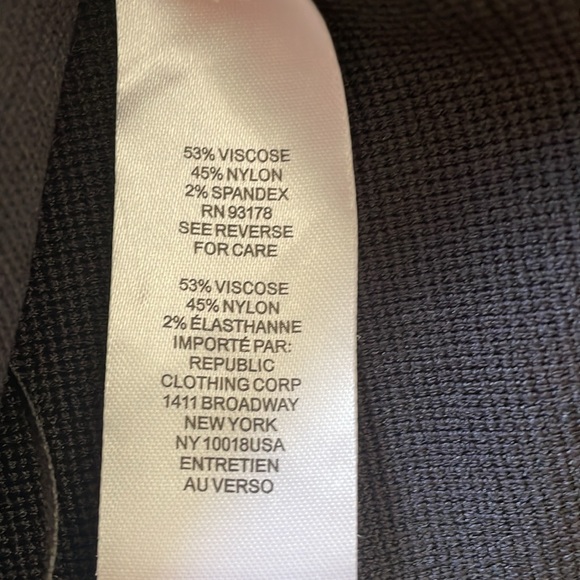 53% VISCOSE
45% NYLON
2% SPANDEX
RN 93178
SEE REVERSE
FOR CARE
53% VISCOSE
45% NYLON
2% ÉLASTHANNE
IMPORTÉ PAR:
REPUBLIC
CLOTHING CORP
1411 BROADWAY
NEW YORK
NY 10018USA
ENTRETIEN
AU VERSO